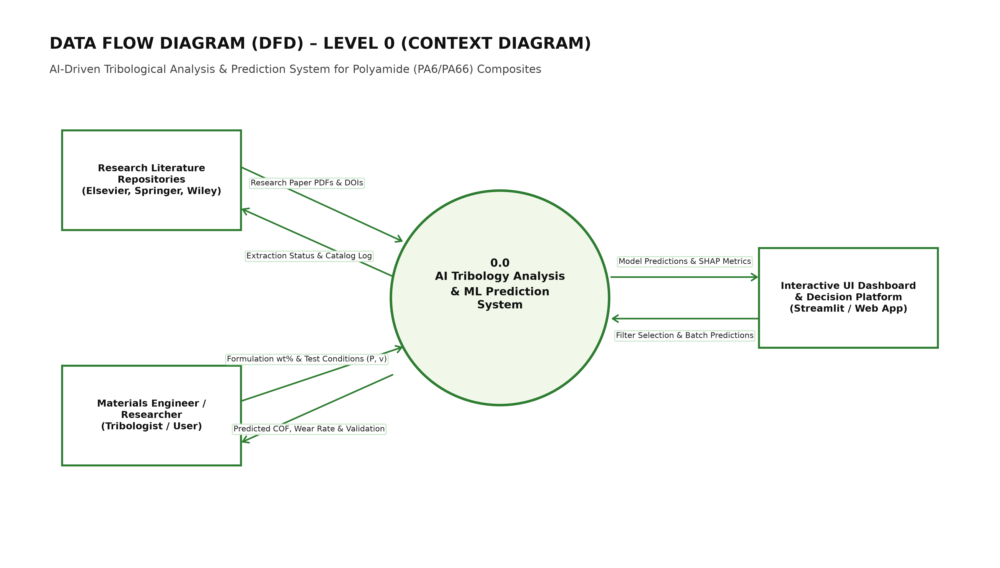 DATA FLOW DIAGRAM (DFD) – LEVEL 0 (CONTEXT DIAGRAM)
AI-Driven Tribological Analysis & Prediction System for Polyamide (PA6/PA66) Composites
Research Literature
Repositories
(Elsevier, Springer, Wiley)
Research Paper PDFs & DOIs
Extraction Status & Catalog Log
0.0
AI Tribology Analysis
& ML Prediction
System
Model Predictions & SHAP Metrics
Interactive UI Dashboard
& Decision Platform
(Streamlit / Web App)
Filter Selection & Batch Predictions
Formulation wt% & Test Conditions (P, v)
Materials Engineer /
Researcher
(Tribologist / User)
Predicted COF, Wear Rate & Validation